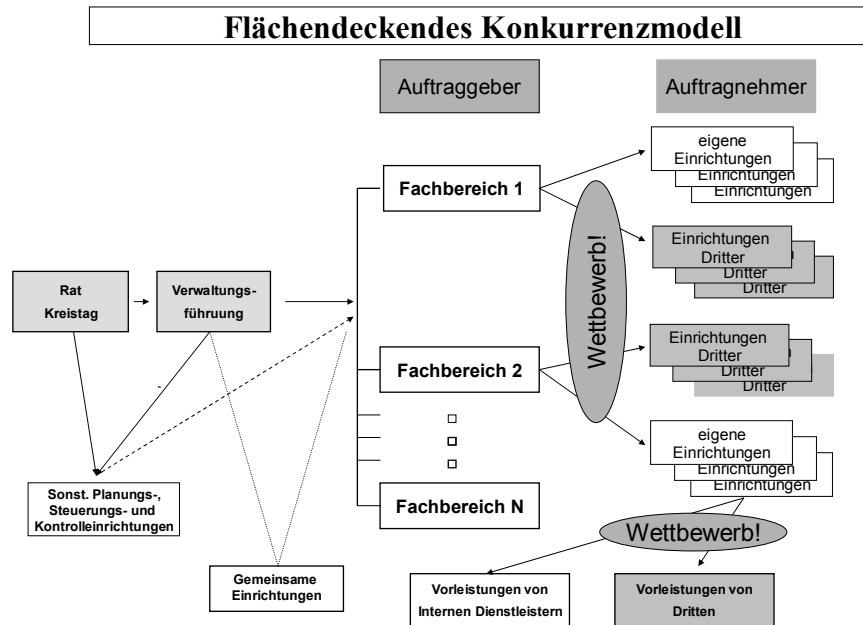 Flächendeckendes Konkurrenzmodell
Auftraggeber
Auftragnehmer
eigene
Einrichtungen
Einrichtungen
Einrichtungen
Fachbereich 1
Wettbewerb!
Einrichtungen
Dritter
Dritter
Dritter
Rat
Kreistag
Verwaltungs-
führuung
Einrichtungen
Dritter
Dritter
Dritter
Fachbereich 2
eigene
Einrichtungen
Einrichtungen
Einrichtungen
Sonst. Planungs-,
Steuerungs- und
Kontrolleinrichtungen
Fachbereich N
Wettbewerb!
Gemeinsame
Einrichtungen
Vorleistungen von
Internen Dienstleistern
Vorleistungen von
Dritten